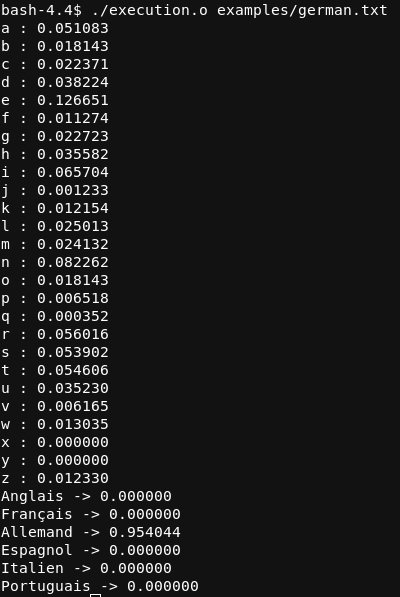 bash-4.4$ ./execution.o examples/german.txt
a : 0.051083
b : 0.018143
c : 0.022371
d : 0.038224
e : 0.126651
f : 0.011274
g : 0.022723
h : 0.035582
i : 0.065704
j : 0.001233
k : 0.012154
l : 0.025013
m : 0.024132
n : 0.082262
o : 0.018143
p : 0.006518
q : 0.000352
r : 0.056016
s : 0.053902
t : 0.054606
u : 0.035230
v : 0.006165
w : 0.013035
x : 0.000000
y : 0.000000
z : 0.012330
Anglais -> 0.000000
Français -> 0.000000
Allemand -> 0.954044
Espagnol -> 0.000000
Italien -> 0.000000
Portuguais -> 0.000000